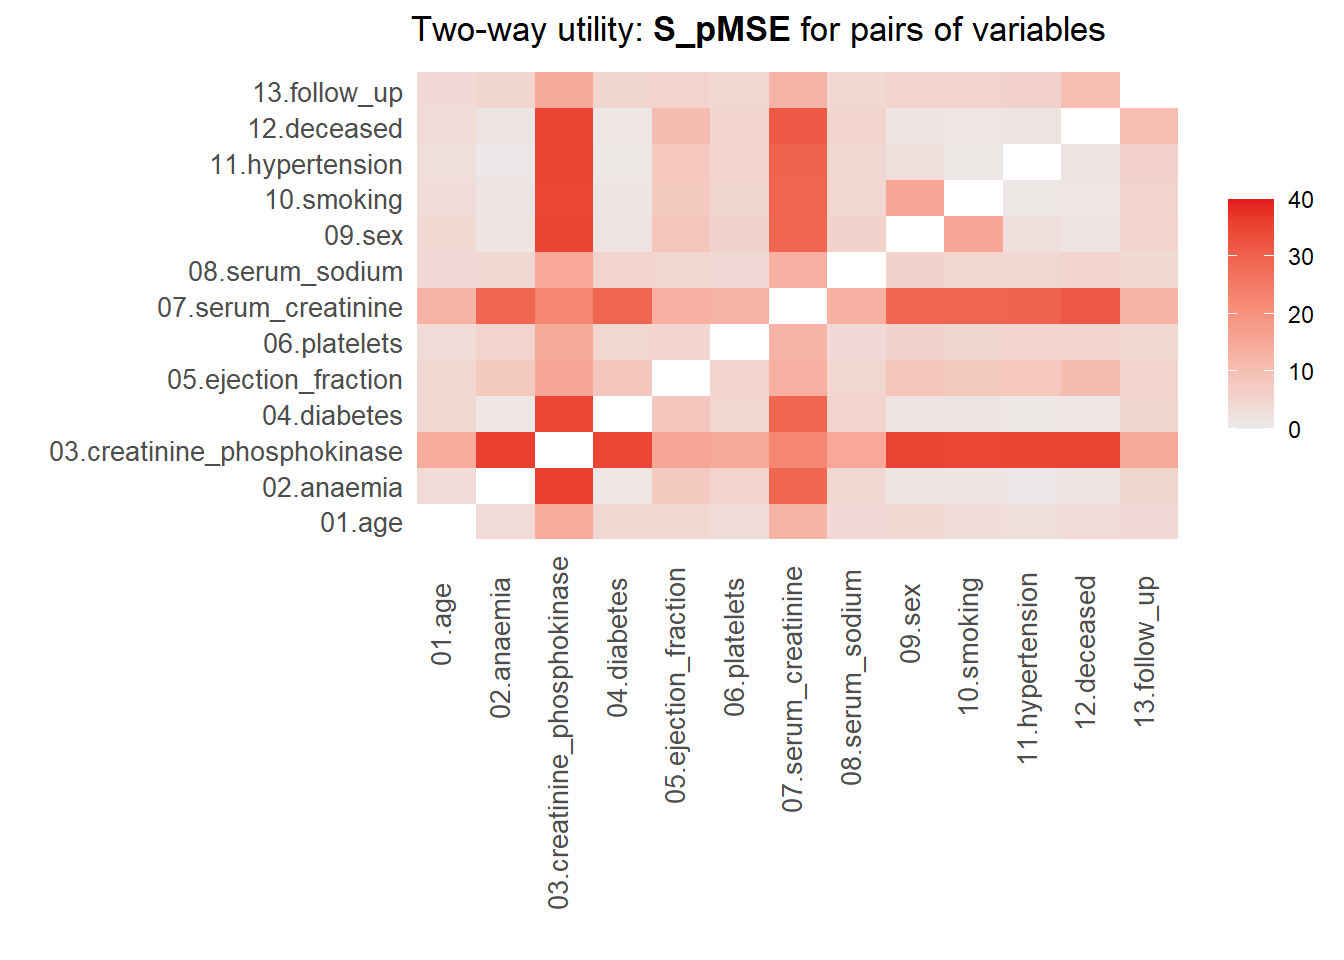 Two-way utility: S_pMSE for pairs of variables
13.follow_up
12.deceased
11.hypertension
10.smoking
09.sex
08.serum_sodium
07.serum_creatinine
06.platelets
05.ejection_fraction
04.diabetes
03.creatinine_phosphokinase
02.anaemia
01.age
01.age
02.anaemia
03.creatinine_phosphokinase
04.diabetes
05.ejection_fraction
06.platelets
07.serum_creatinine
08.serum_sodium
09.sex
10.smoking
11.hypertension
12.deceased
13.follow_up
40
30
20
10
0